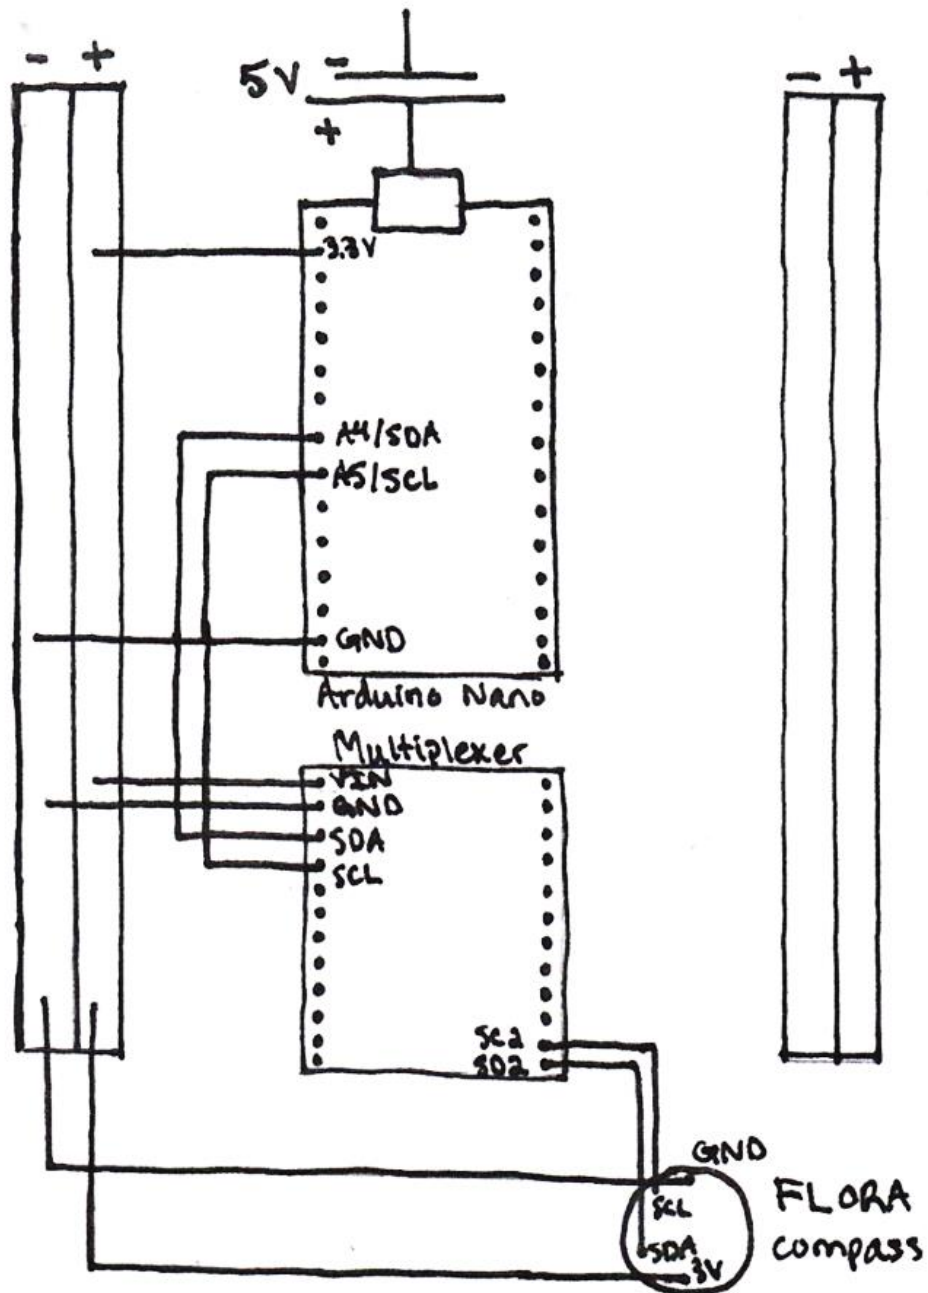 - +
5V -
+
- +
3.3V
A4/SDA
A5/SCL
GND
Arduino Nano
Multiplexer
VIN
GND
SDA
SCL
SC2
SD2
GND
SCL
SDA
3V
FLORA
compass